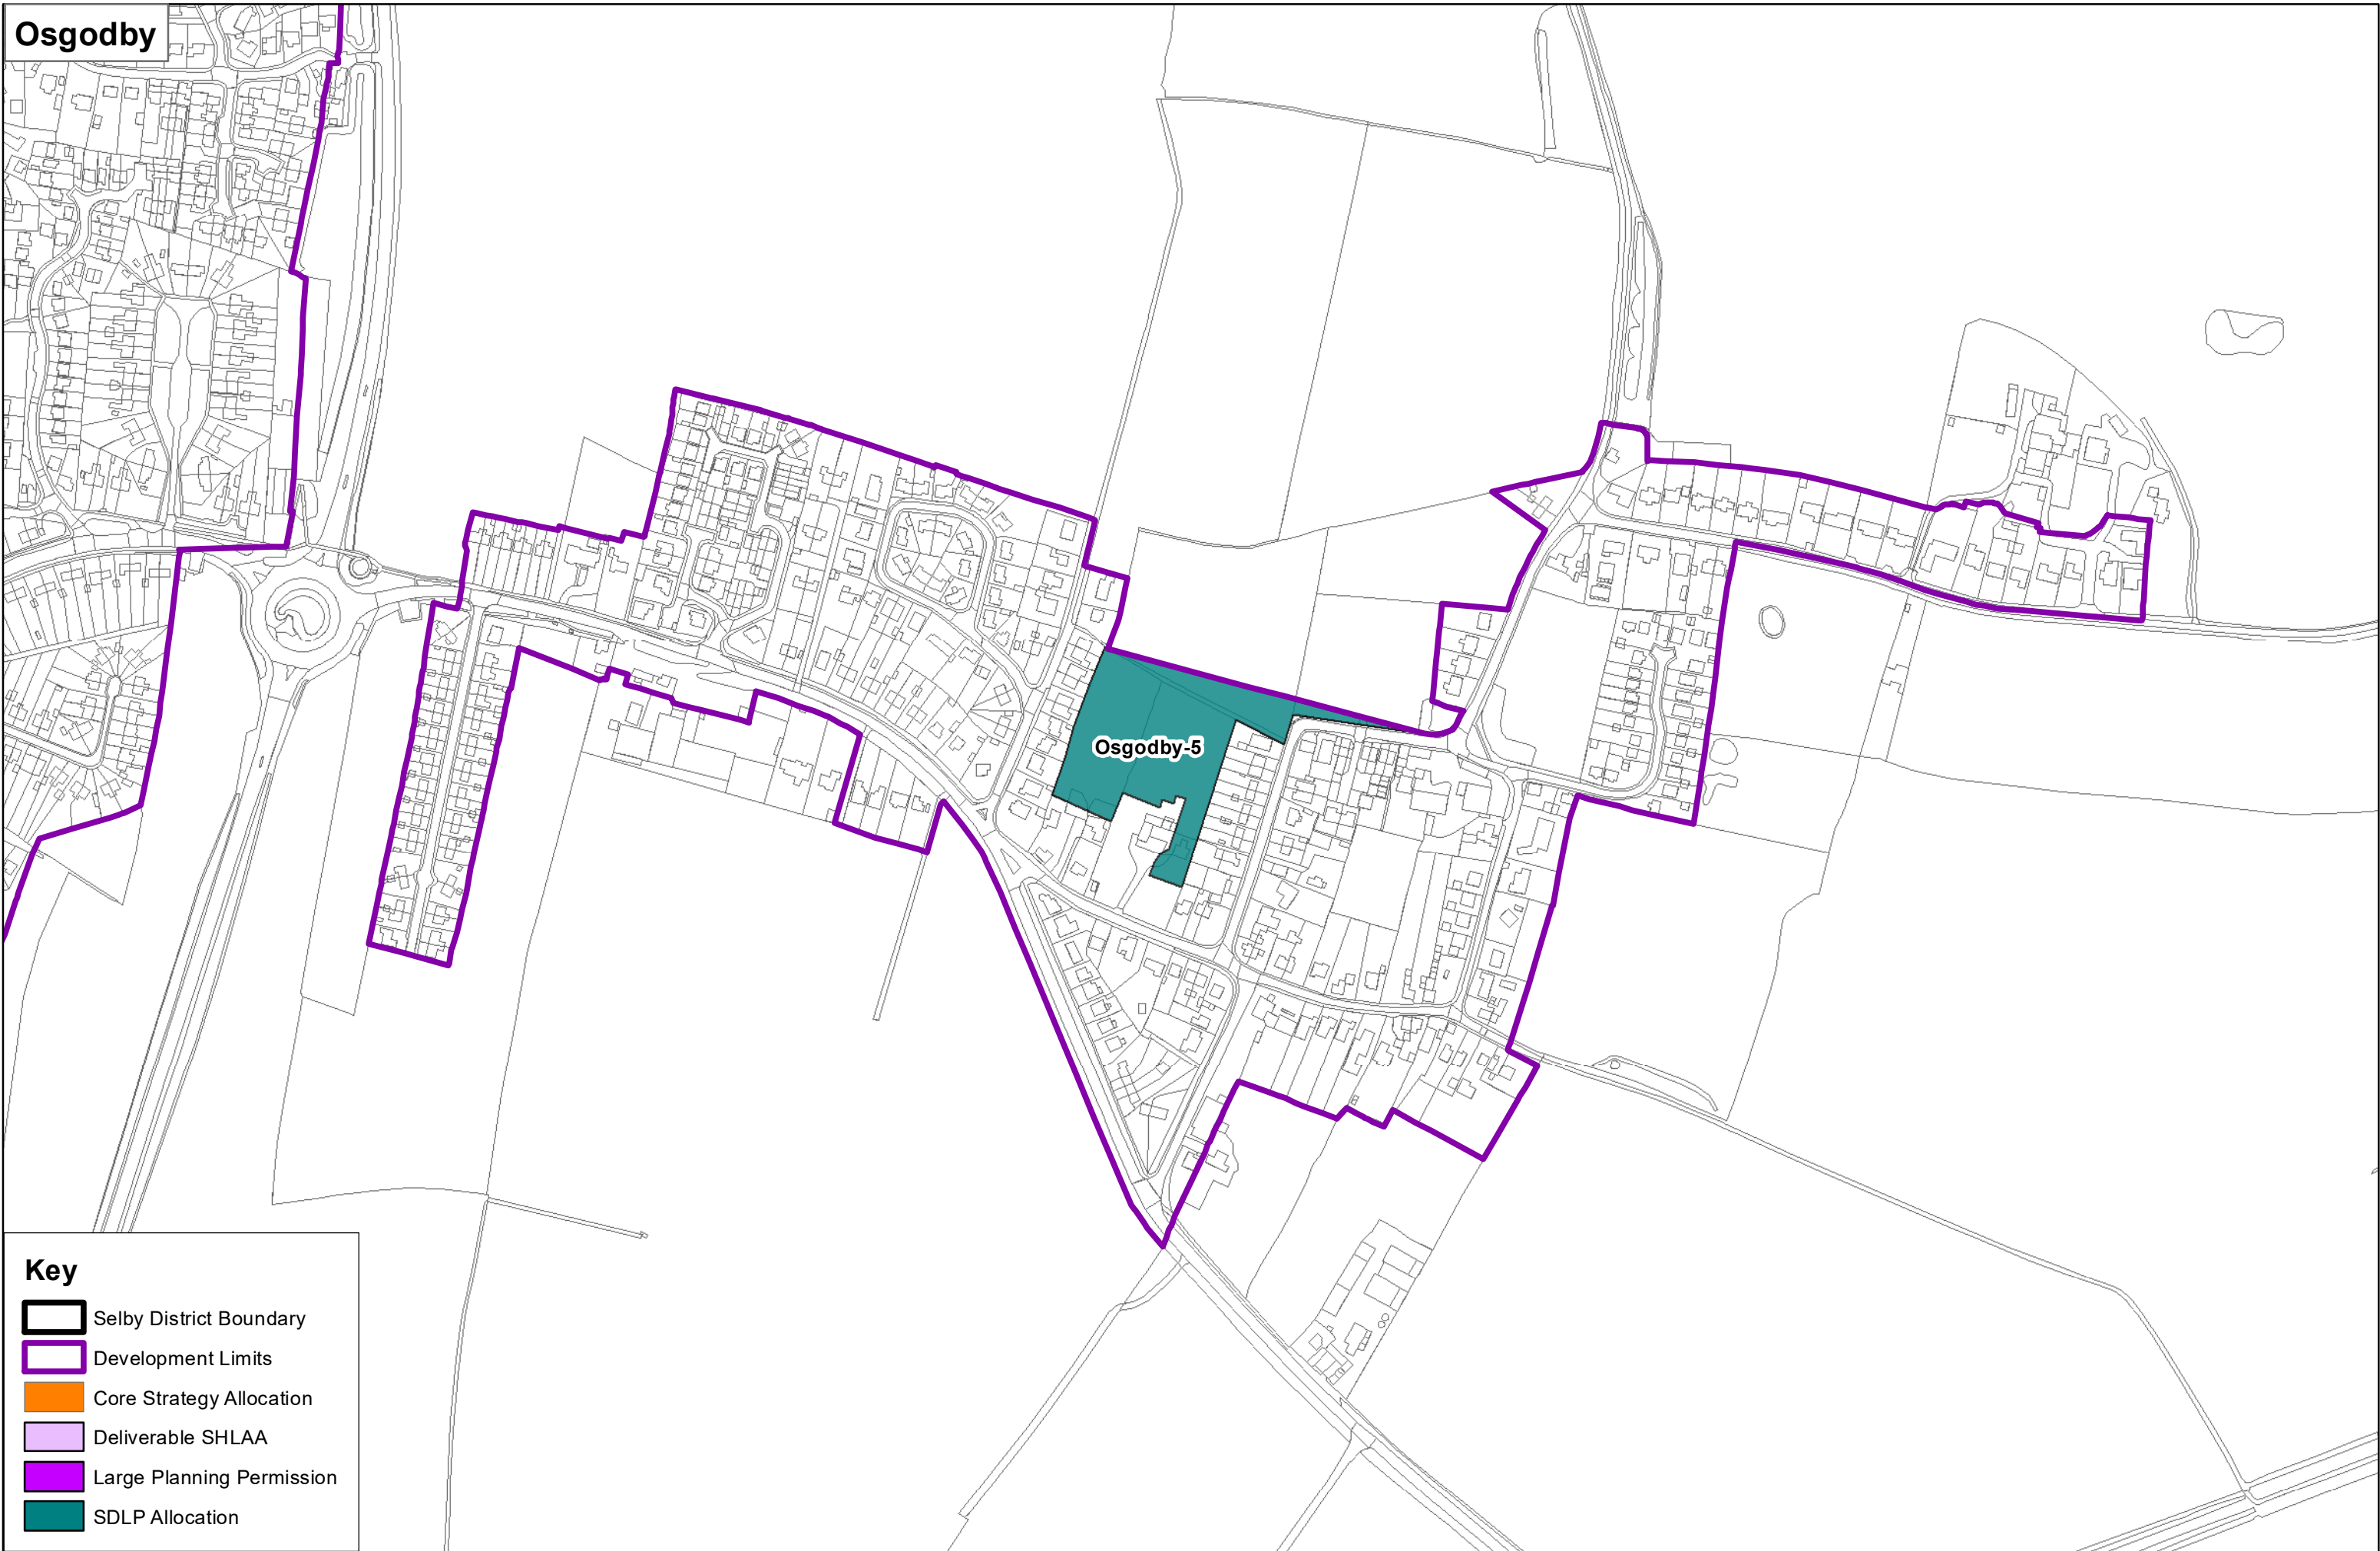 Osgodby
Osgodby-5
Key
Selby District Boundary
Development Limits
Core Strategy Allocation
Deliverable SHLAA
Large Planning Permission
SDLP Allocation